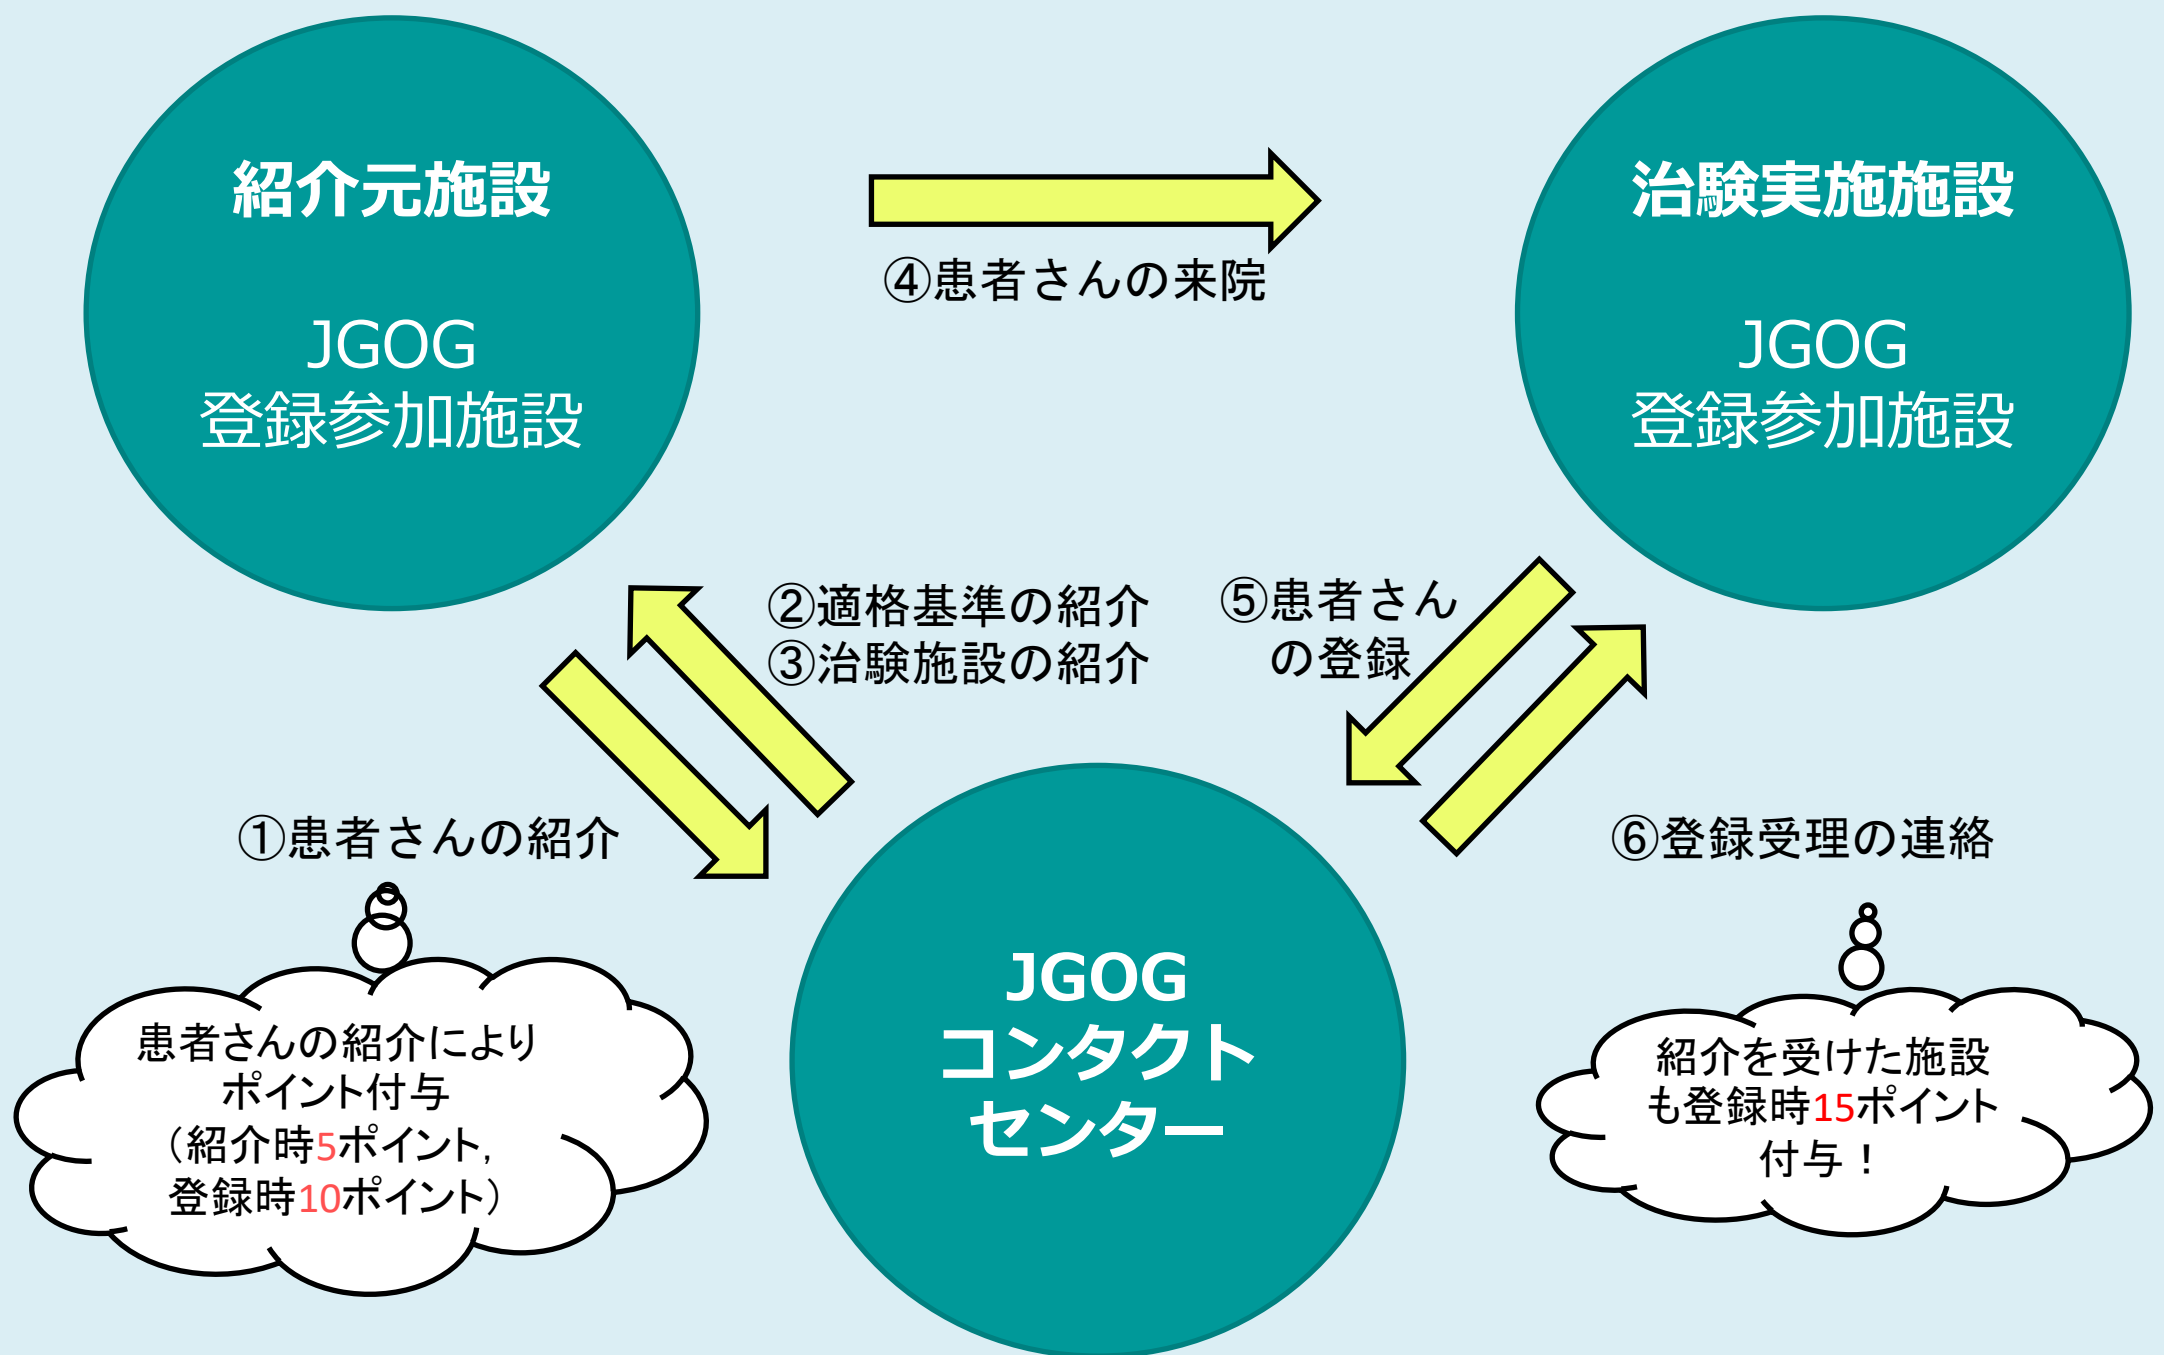 紹介元施設
JGOG
登録参加施設
④患者さんの来院
治験実施施設
JGOG
登録参加施設
②適格基準の紹介
③治験施設の紹介
⑤患者さん
の登録
①患者さんの紹介
⑥登録受理の連絡
JGOG
コンタクト
センター
患者さんの紹介により
ポイント付与
（紹介時5ポイント,
登録時10ポイント）
紹介を受けた施設
も登録時15ポイント
付与！